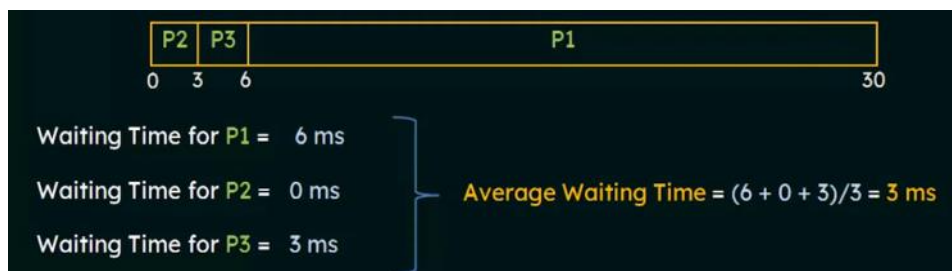 P2 P3 P1
0 3 6 30
Waiting Time for P1 = 6 ms
Waiting Time for P2 = 0 ms
Average Waiting Time = (6 + 0 + 3)/3 = 3 ms
Waiting Time for P3 = 3 ms